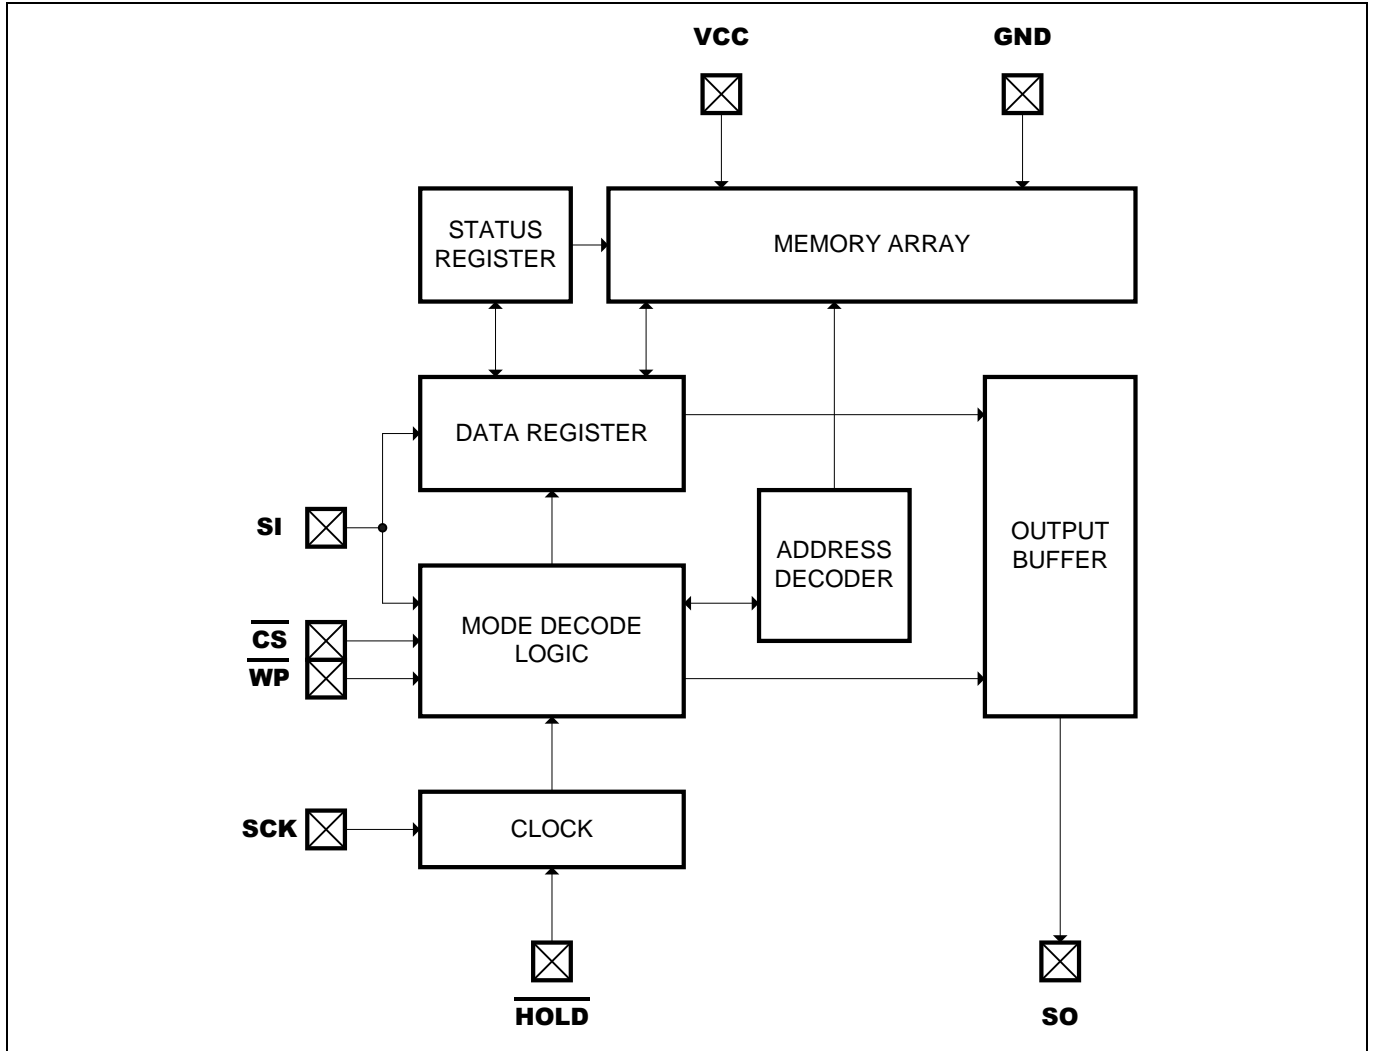 VCC
GND
STATUS
REGISTER
MEMORY ARRAY
DATA REGISTER
SI
ADDRESS
DECODER
OUTPUT
BUFFER
CS
WP
MODE DECODE
LOGIC
SCK
CLOCK
HOLD
SO